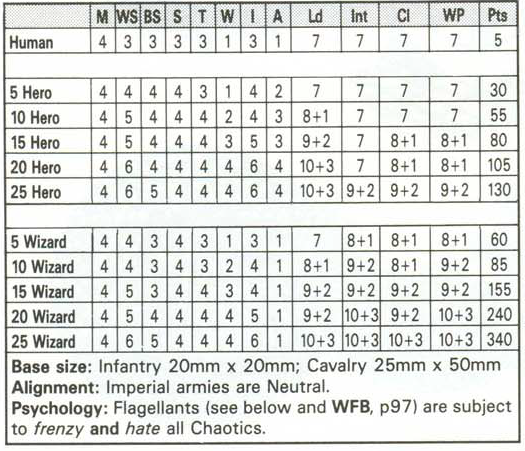 M WS BS S T W I A Ld Int Cl WP Pts
Human 4 3 3 3 3 1 3 1 7 7 7 7 5
5 Hero 4 4 4 4 3 1 4 2 7 7 7 7 30
10 Hero 4 5 4 4 4 2 4 3 8+1 7 7 7 55
15 Hero 4 5 4 4 4 3 5 3 9+2 7 8+1 8+1 80
20 Hero 4 6 4 4 4 4 6 4 10+3 7 8+1 8+1 105
25 Hero 4 6 5 4 4 4 6 4 10+3 9+2 9+2 9+2 130
5 Wizard 4 4 3 4 3 1 3 1 7 8+1 8+1 8+1 60
10 Wizard 4 4 3 4 3 2 4 1 8+1 9+2 8+1 9+2 85
15 Wizard 4 5 3 4 4 3 4 1 9+2 9+2 9+2 9+2 155
20 Wizard 4 5 4 4 4 4 5 1 9+2 10+3 9+2 10+3 240
25 Wizard 4 6 5 4 4 4 6 1 10+3 10+3 10+3 10+3 340
Base size: Infantry 20mm x 20mm; Cavalry 25mm x 50mm
Alignment: Imperial armies are Neutral.
Psychology: Flagellants (see below and WFB, p97) are subject
to frenzy and hate all Chaotics.